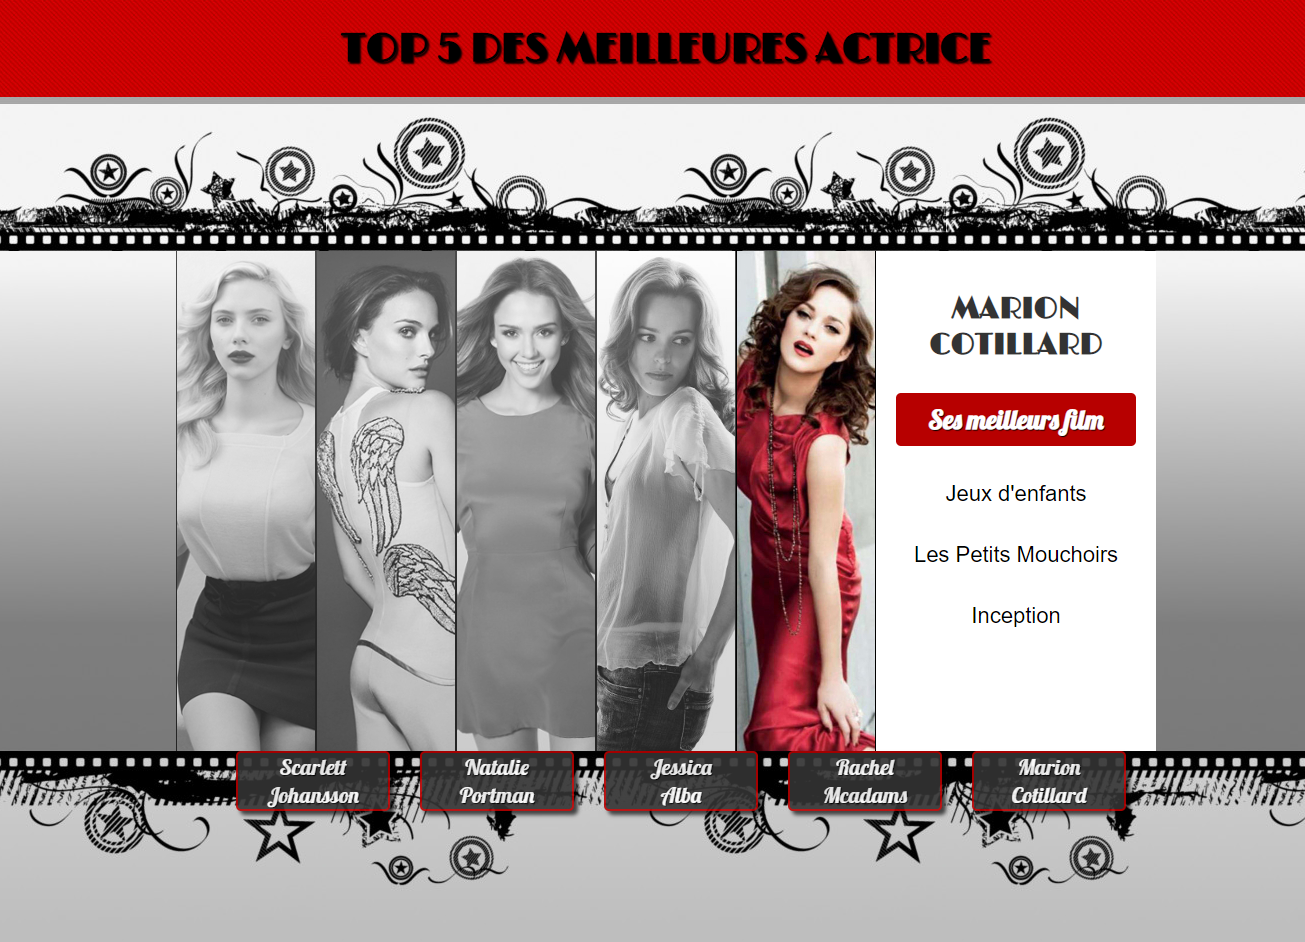 TOP 5 DES MEILLEURES ACTRICE
MARION
COTILLARD
Ses meilleurs film
Jeux d'enfants
Les Petits Mouchoirs
Inception
Scarlett
Johansson
Natalie
Portman
Jessica
Alba
Rachel
Mcadams
Marion
Cotillard